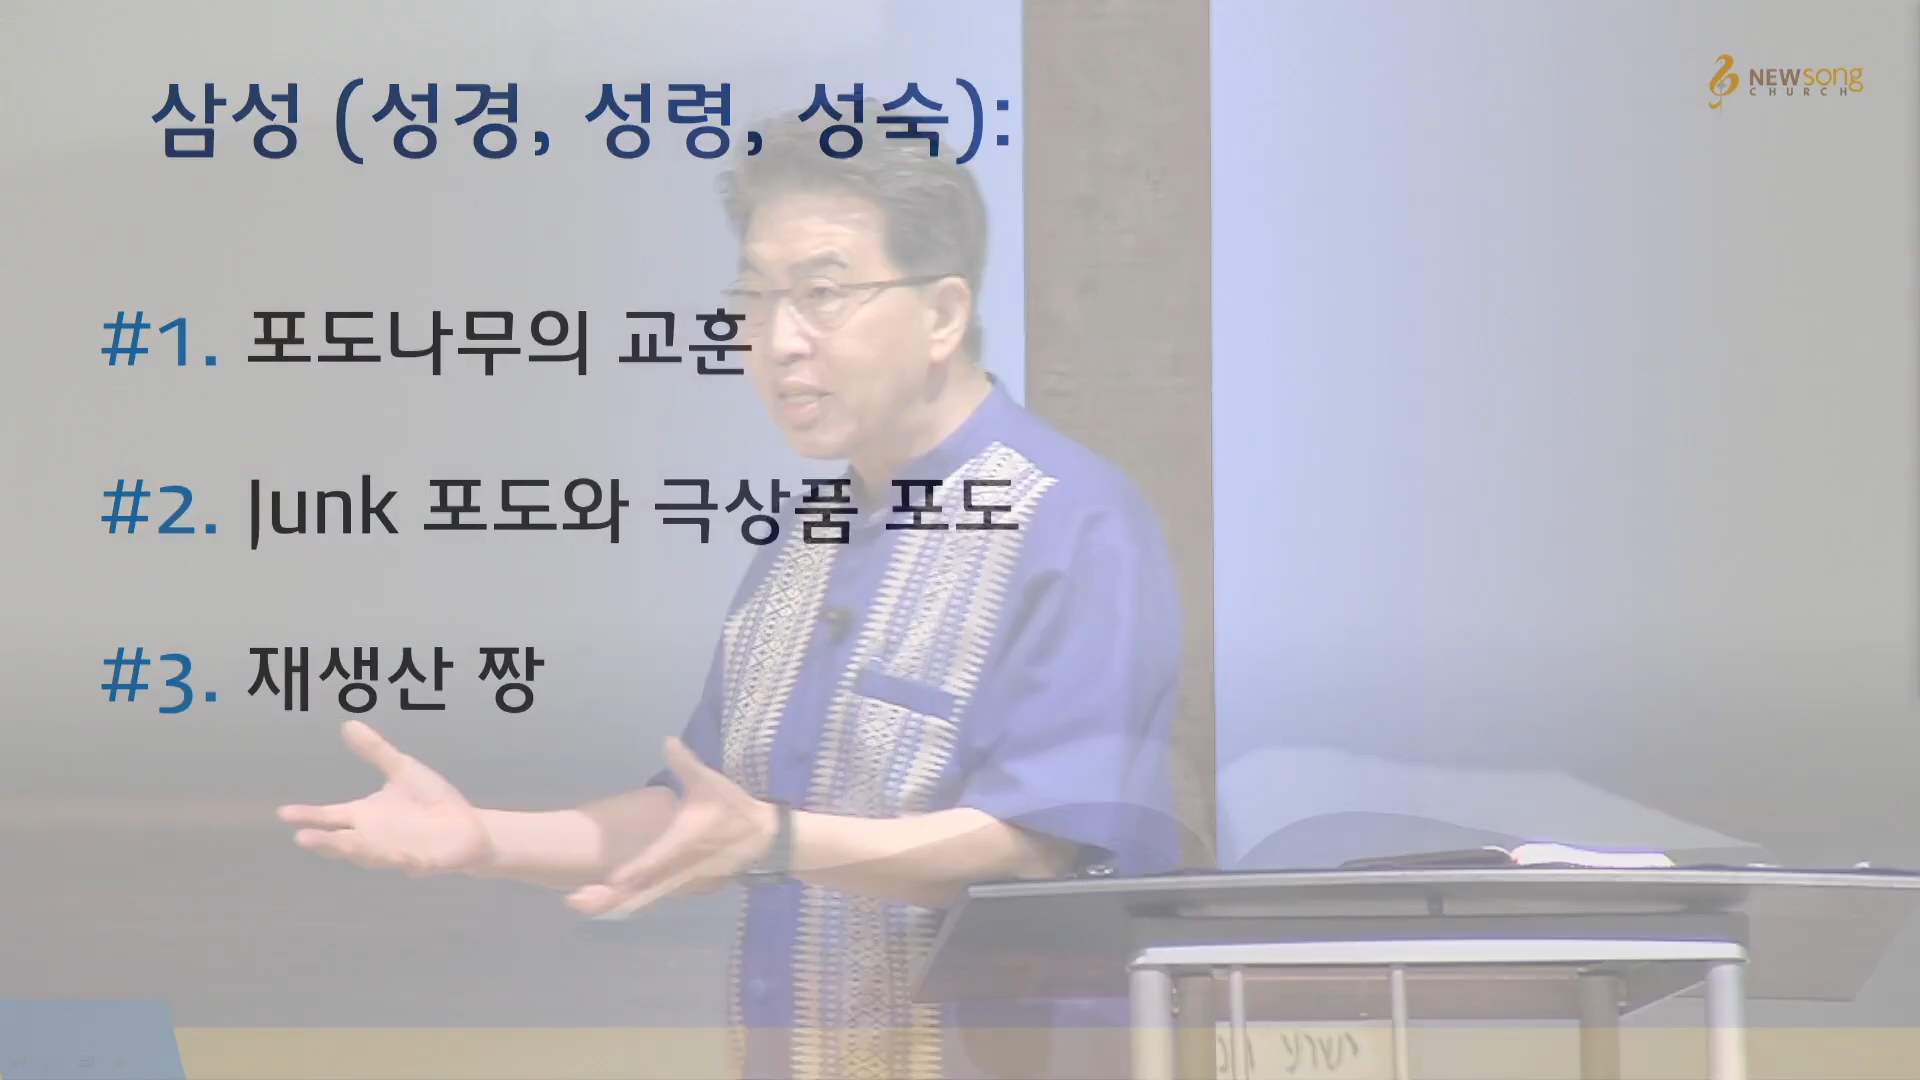 삼성 (성경, 성령, 성숙):
NEWSONG
CHURCH
#1. 포도나무의 교훈
#2. Junk 포도와 극상품 포도
#3. 재생산 짱